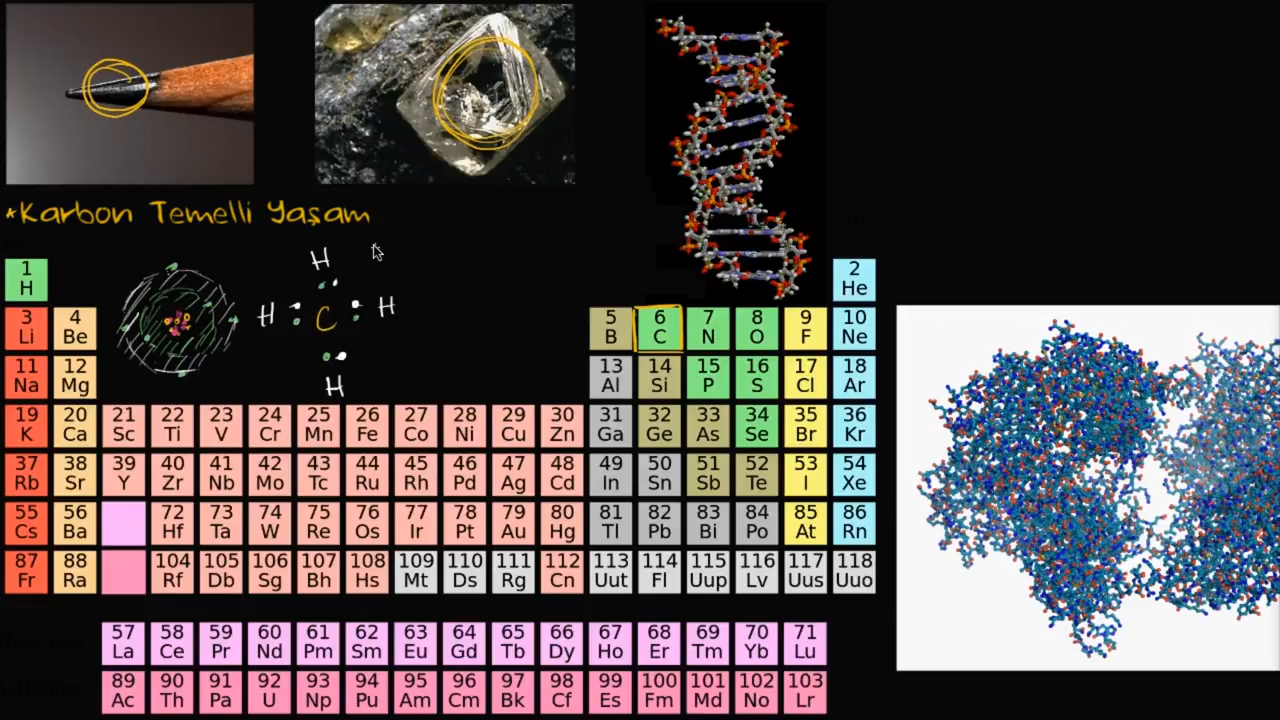 *Karbon Temelli Yaşam
H
H C H
H
1 2
H He
3 4 5 6 7 8 9 10
Li Be B C N O F Ne
11 12 13 14 15 16 17 18
Na Mg Al Si P S Cl Ar
19 20 21 22 23 24 25 26 27 28 29 30 31 32 33 34 35 36
K Ca Sc Ti V Cr Mn Fe Co Ni Cu Zn Ga Ge As Se Br Kr
37 38 39 40 41 42 43 44 45 46 47 48 49 50 51 52 53 54
Rb Sr Y Zr Nb Mo Tc Ru Rh Pd Ag Cd In Sn Sb Te I Xe
55 56 72 73 74 75 76 77 78 79 80 81 82 83 84 85 86
Cs Ba Hf Ta W Re Os Ir Pt Au Hg Tl Pb Bi Po At Rn
87 88 104 105 106 107 108 109 110 111 112 113 114 115 116 117 118
Fr Ra Rf Db Sg Bh Hs Mt Ds Rg Cn Uut Fl Uup Lv Uus Uuo
57 58 59 60 61 62 63 64 65 66 67 68 69 70 71
La Ce Pr Nd Pm Sm Eu Gd Tb Dy Ho Er Tm Yb Lu
89 90 91 92 93 94 95 96 97 98 99 100 101 102 103
Ac Th Pa U Np Pu Am Cm Bk Cf Es Fm Md No Lr